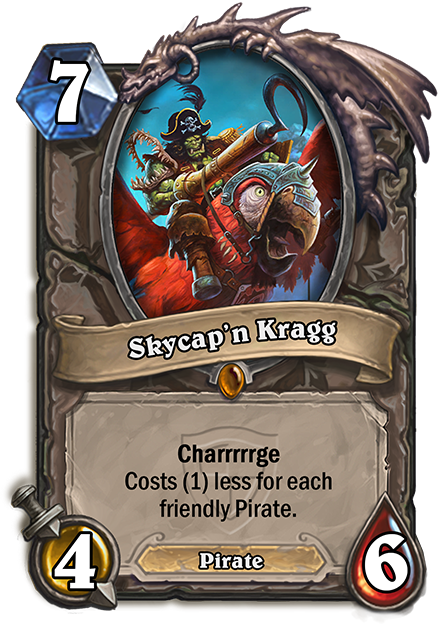 7
Skycap'n Kragg
Charrrrrge
Costs (1) less for each
friendly Pirate.
4
Pirate
6